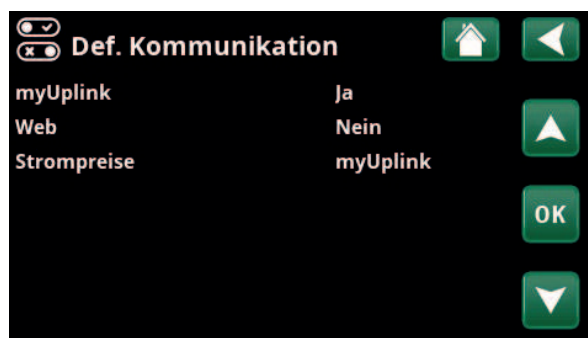 Def. Kommunikation
myUplink Ja
Web Nein
Strompreise myUplink
OK